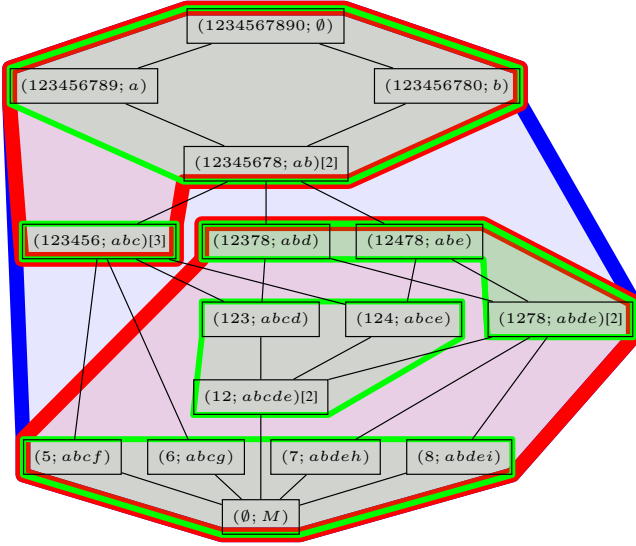 (1234567890; ∅)
(123456789; a) (123456780; b)
(12345678; ab)[2]
(123456; abc)[3] (12378; abd) (12478; abe)
(123; abcd) (124; abce) (1278; abde)[2]
(12; abcde)[2]
(5; abcf) (6; abcg) (7; abdeh) (8; abdei)
(∅; M)